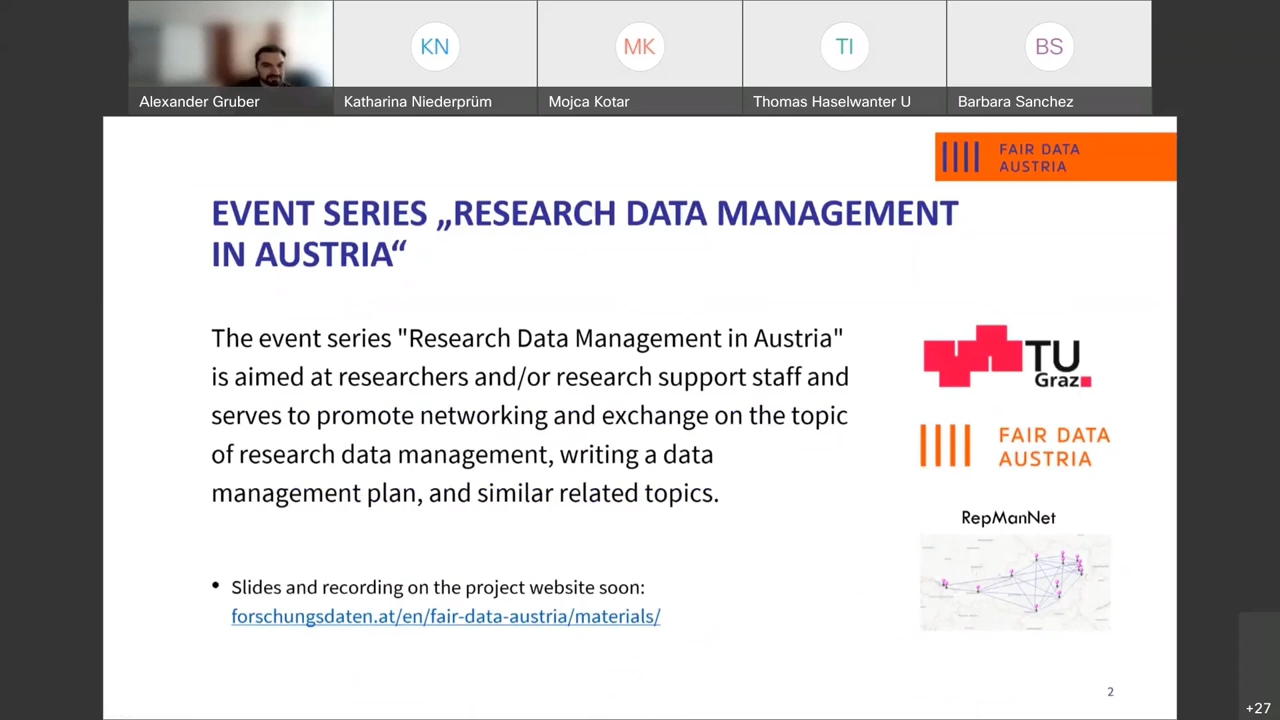 KN
MK
TI
BS
Alexander Gruber
Katharina Niederprüm
Mojca Kotar
Thomas Haselwanter U
Barbara Sanchez
FAIR DATA
AUSTRIA
EVENT SERIES „RESEARCH DATA MANAGEMENT
IN AUSTRIA“
The event series "Research Data Management in Austria"
is aimed at researchers and/or research support staff and
serves to promote networking and exchange on the topic
of research data management, writing a data
management plan, and similar related topics.
TU
Graz
FAIR DATA
AUSTRIA
RepManNet
• Slides and recording on the project website soon:
forschungsdaten.at/en/fair-data-austria/materials/
2
+27